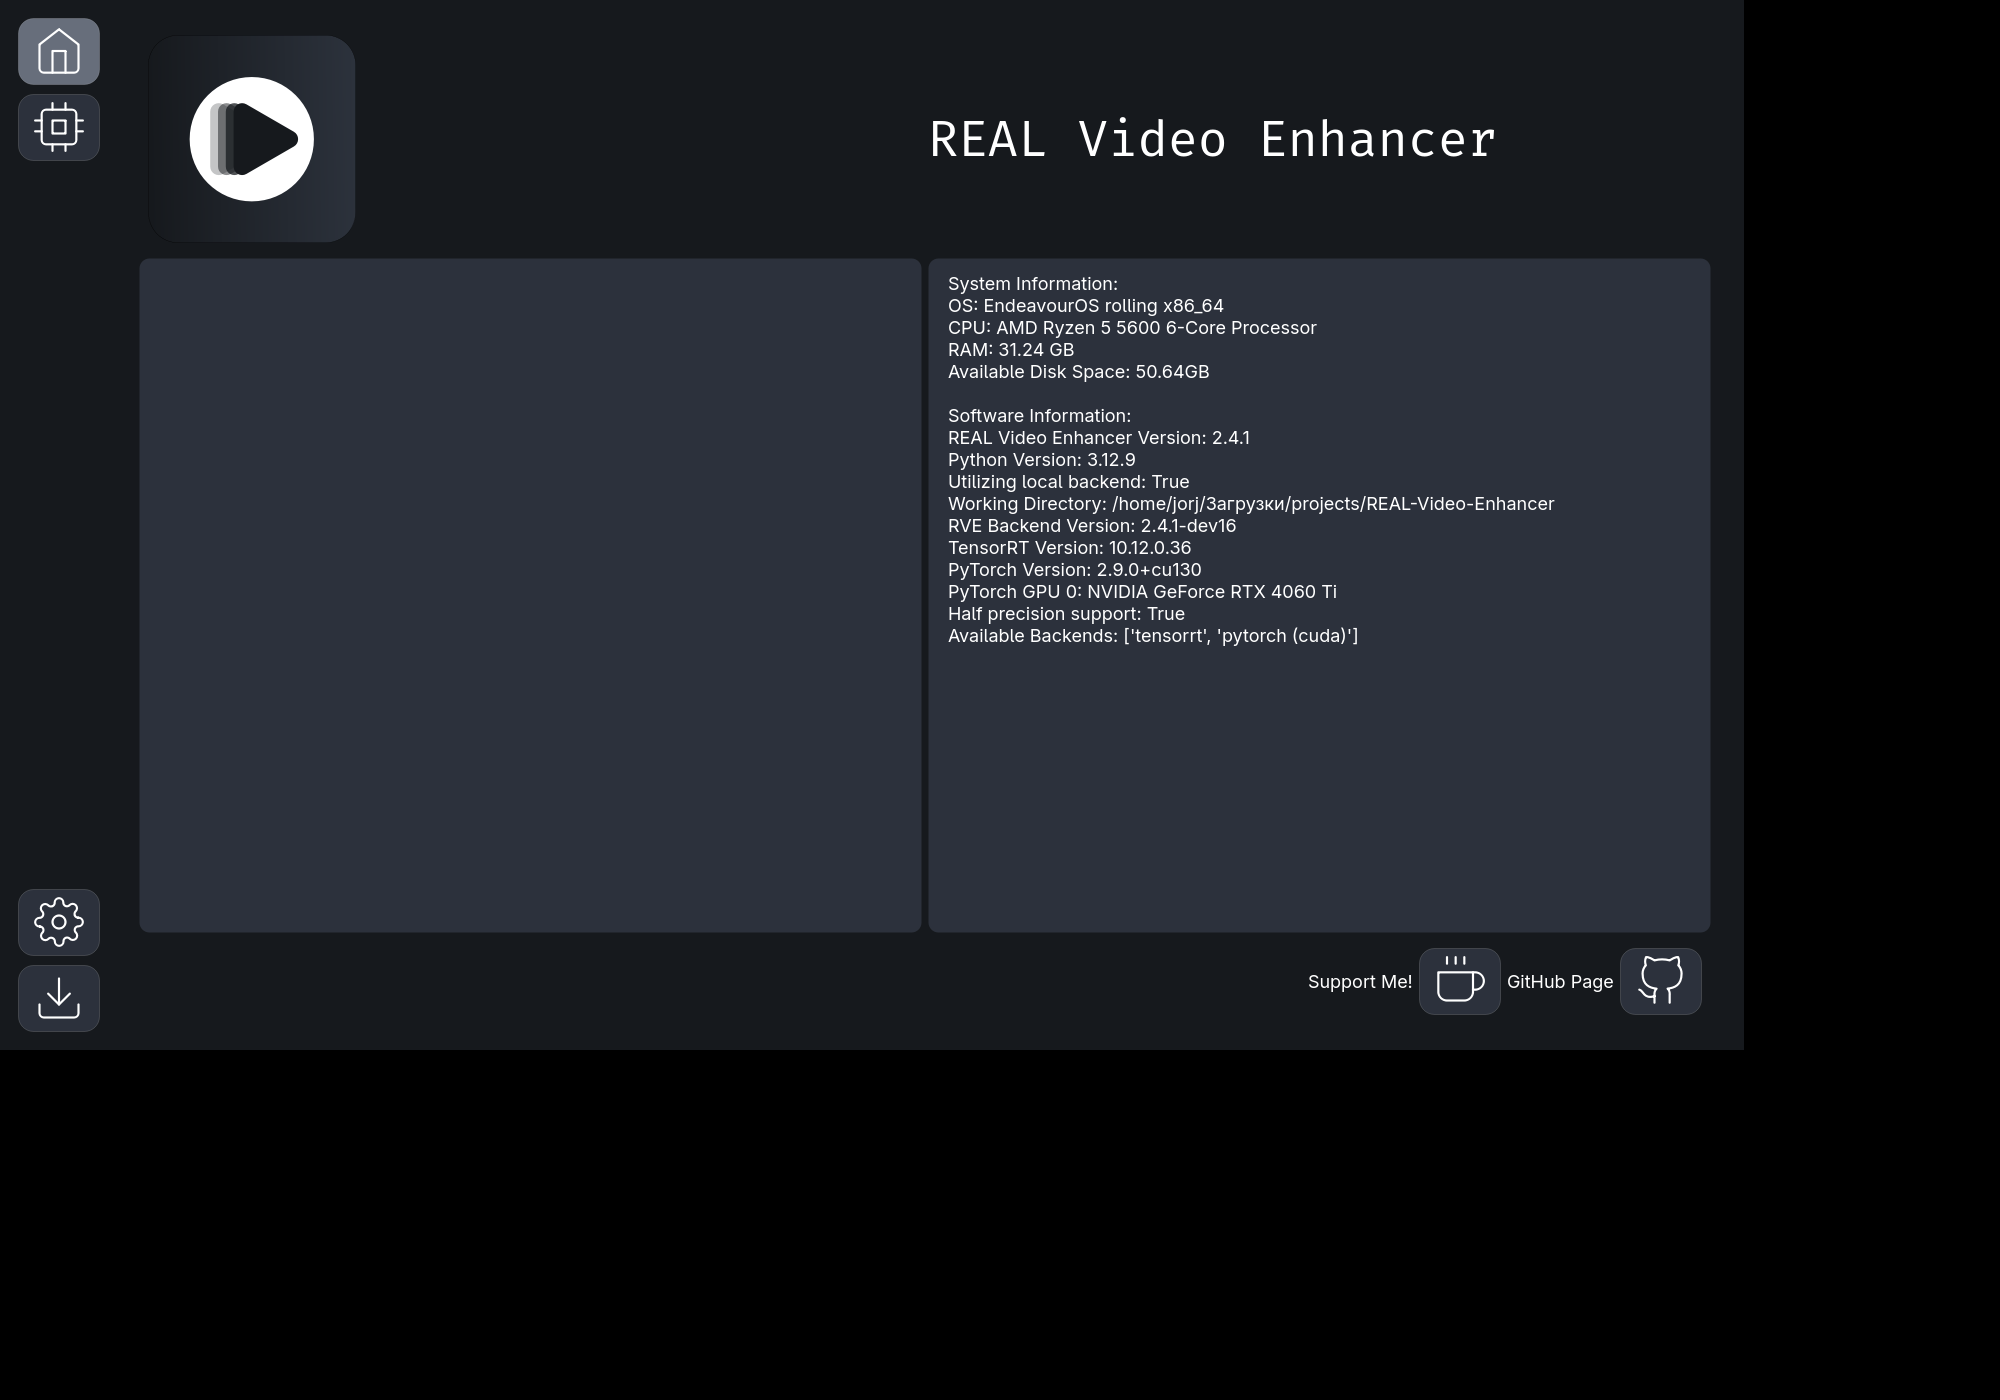 REAL Video Enhancer
System Information:
OS: EndeavourOS rolling x86_64
CPU: AMD Ryzen 5 5600 6-Core Processor
RAM: 31.24 GB
Available Disk Space: 50.64GB
Software Information:
REAL Video Enhancer Version: 2.4.1
Python Version: 3.12.9
Utilizing local backend: True
Working Directory: /home/jorj/Загрузки/projects/REAL-Video-Enhancer
RVE Backend Version: 2.4.1-dev16
TensorRT Version: 10.12.0.36
PyTorch Version: 2.9.0+cu130
PyTorch GPU 0: NVIDIA GeForce RTX 4060 Ti
Half precision support: True
Available Backends: ['tensorrt', 'pytorch (cuda)']
Support Me! GitHub Page